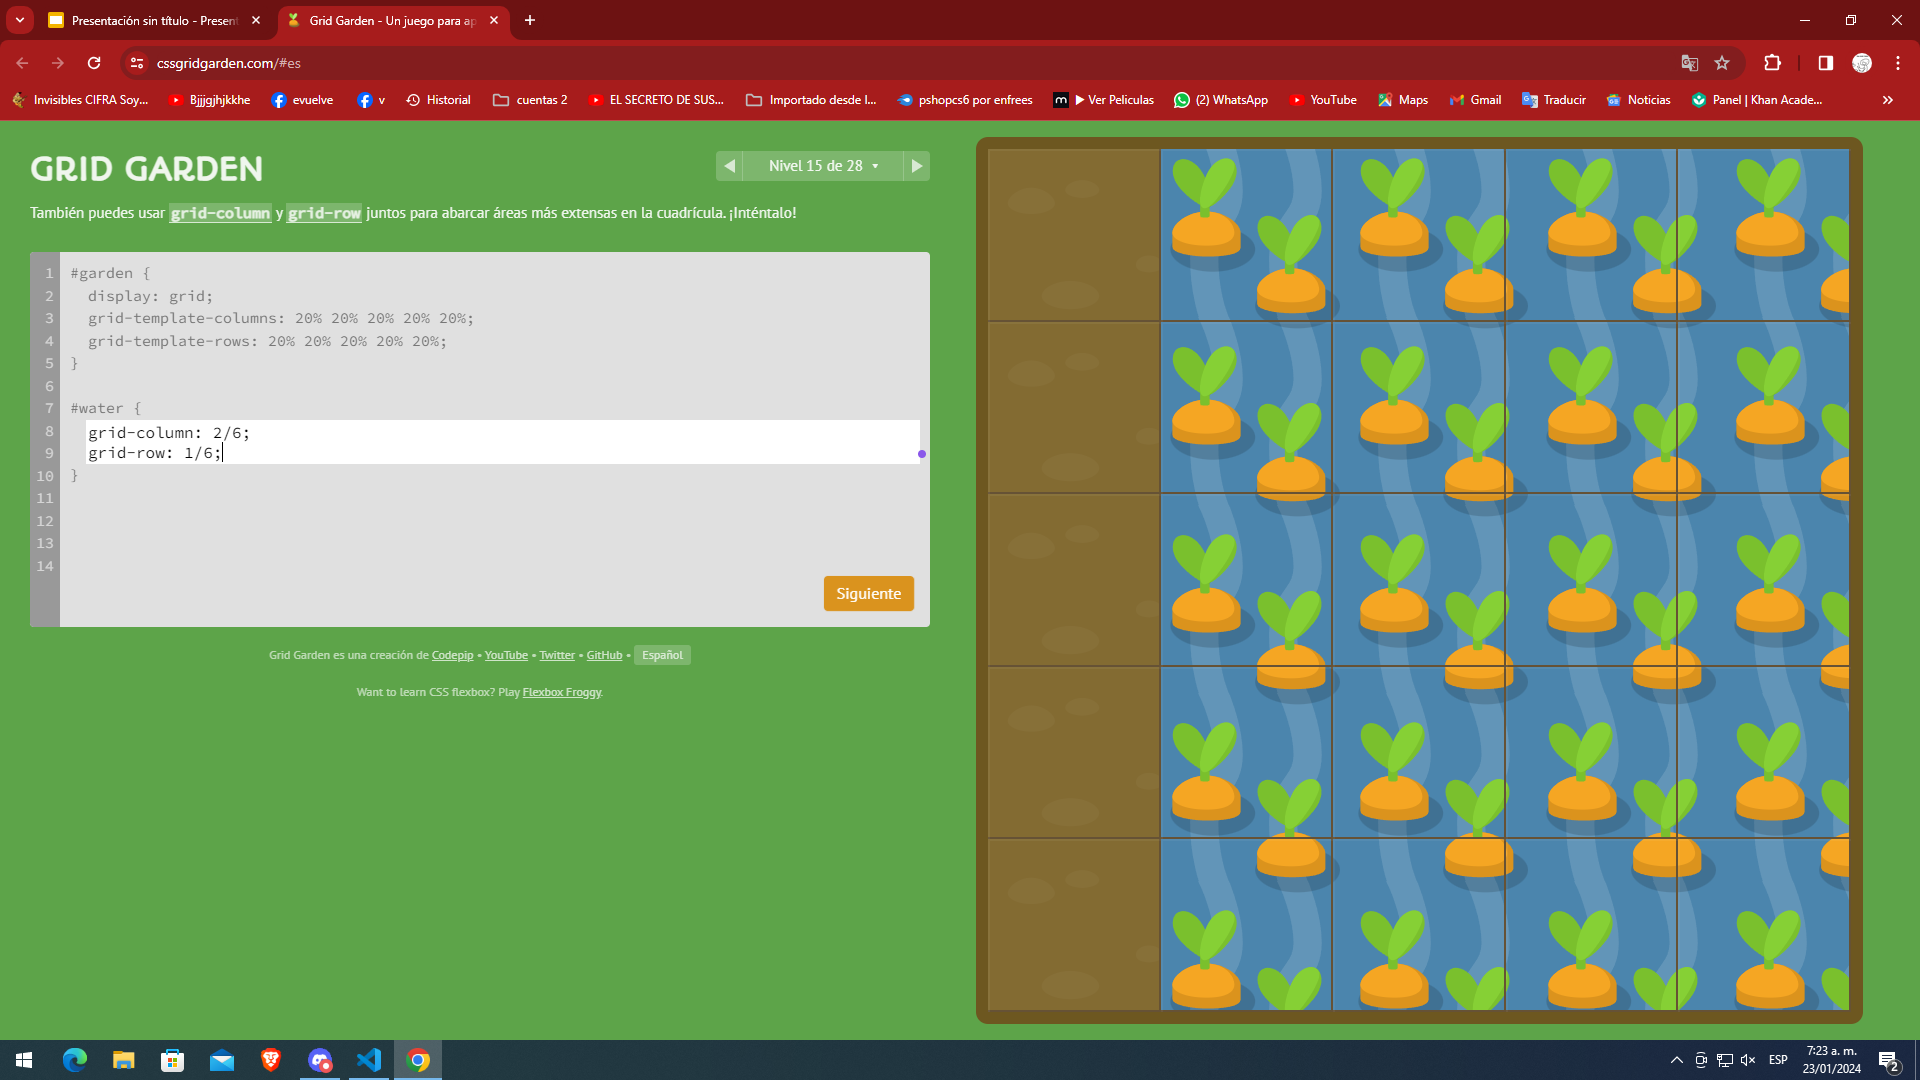 Presentación sin título - Present
Grid Garden - Un juego para ap
cssgridgarden.com/#es
Invisibles CIFRA Soy...
Bjjjgjhjkkhe
evuelve
v
Historial
cuentas 2
EL SECRETO DE SUS...
Importado desde l...
pshopcs6 por enfrees
m
▶ Ver Peliculas
(2) WhatsApp
YouTube
Maps
Gmail
Traducir
Noticias
Panel | Khan Acade...
»
GRID GARDEN
Nivel 15 de 28
También puedes usar grid-column y grid-row juntos para abarcar áreas más extensas en la cuadrícula. ¡Inténtalo!
1 #garden {
2 display: grid;
3 grid-template-columns: 20% 20% 20% 20% 20%;
4 grid-template-rows: 20% 20% 20% 20% 20%;
5 }
6
7 #water {
8 grid-column: 2/6;
9 grid-row: 1/6;
10 }
11
12
13
14
Siguiente
Grid Garden es una creación de Codepip • YouTube • Twitter • GitHub • Español
Want to learn CSS flexbox? Play Flexbox Froggy.
ESP
7:23 a. m.
23/01/2024
2